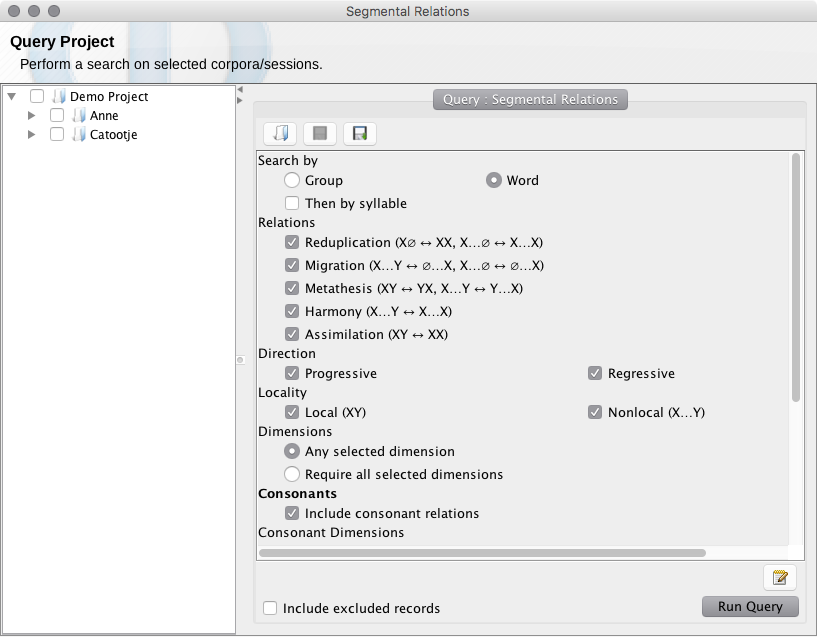 Segmental Relations
Query Project
Perform a search on selected corpora/sessions.
Demo Project
Anne
Catootje
Query : Segmental Relations
Search by
Group Word
Then by syllable
Relations
Reduplication (X∅ ↔ XX, X…∅ ↔ X…X)
Migration (X…Y ↔ ∅…X, X…∅ ↔ ∅…X)
Metathesis (XY ↔ YX, X…Y ↔ Y…X)
Harmony (X…Y ↔ X…X)
Assimilation (XY ↔ XX)
Direction
Progressive Regressive
Locality
Local (XY) Nonlocal (X…Y)
Dimensions
Any selected dimension
Require all selected dimensions
Consonants
Include consonant relations
Consonant Dimensions
Include excluded records
Run Query